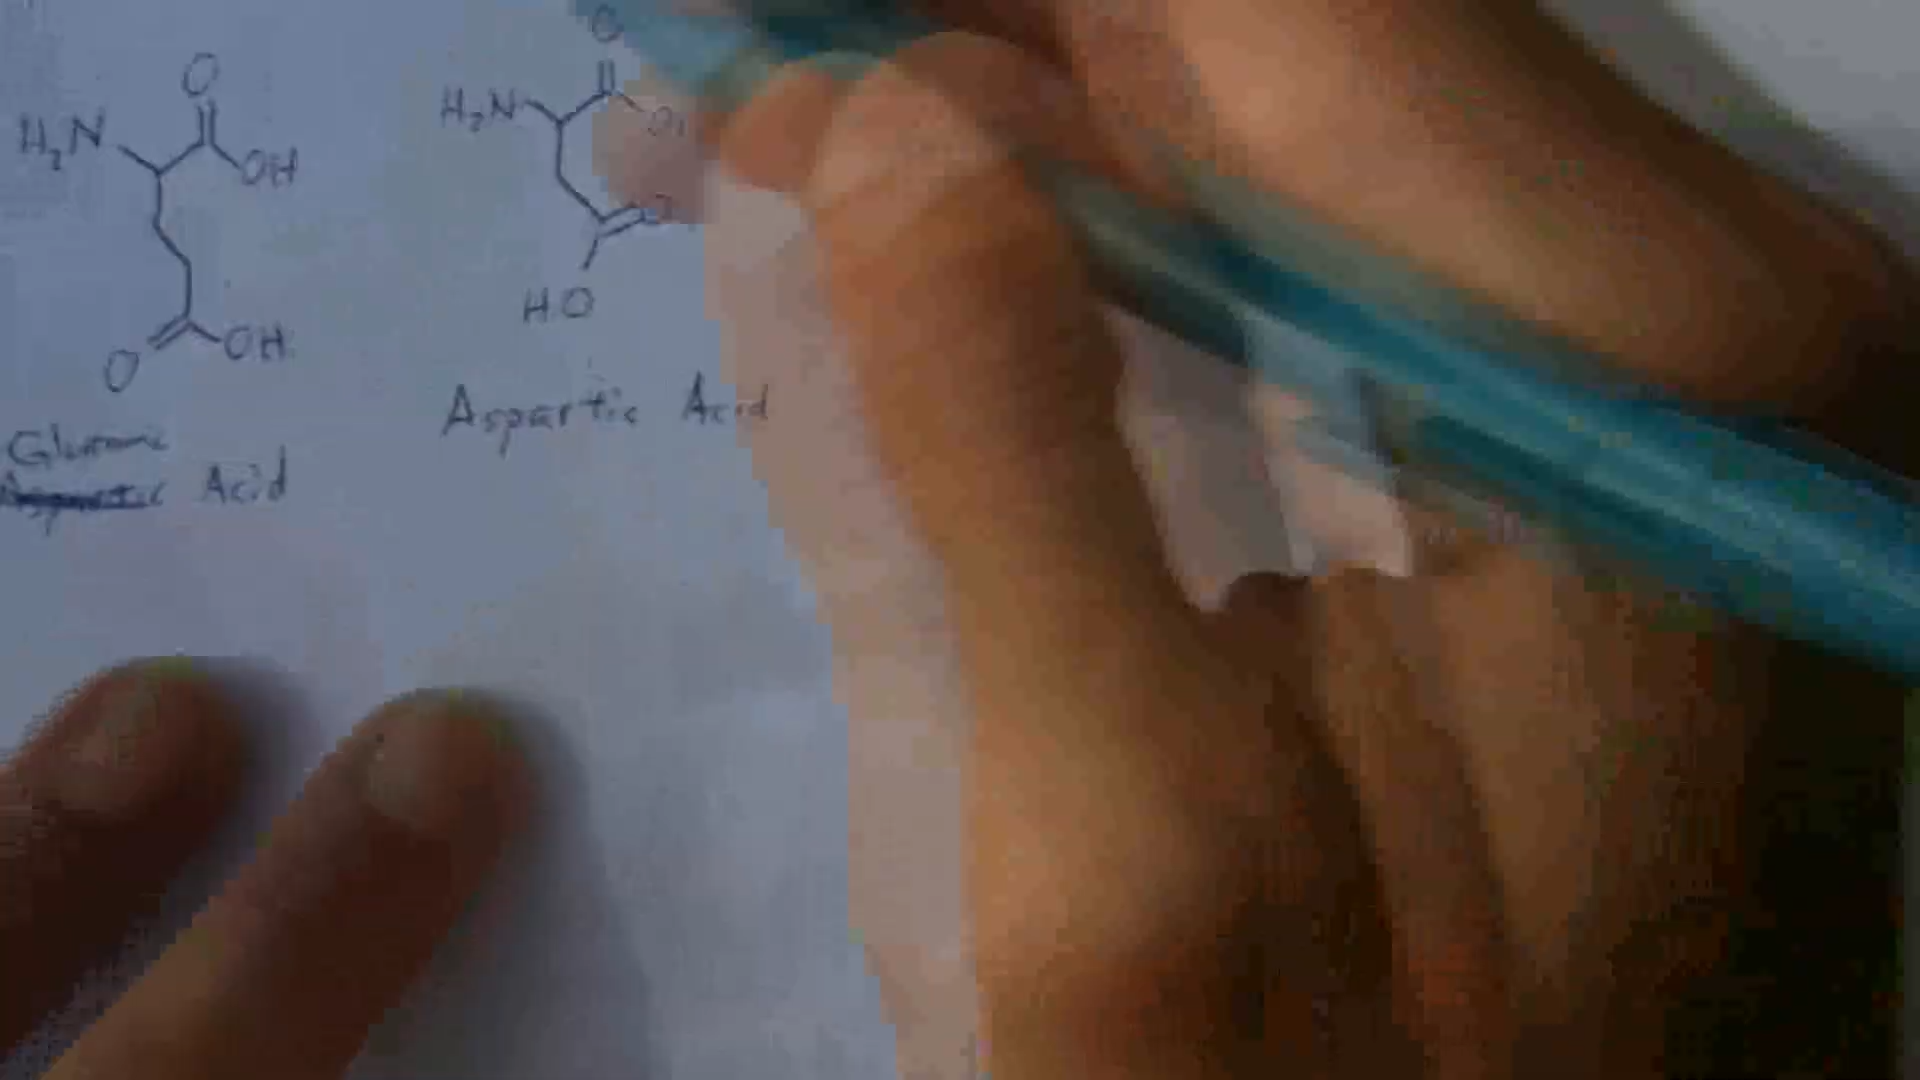 O
H₂N
OH
O
OH
Glutamic
Acid
O
H₂N
O
HO
Aspartic Acid